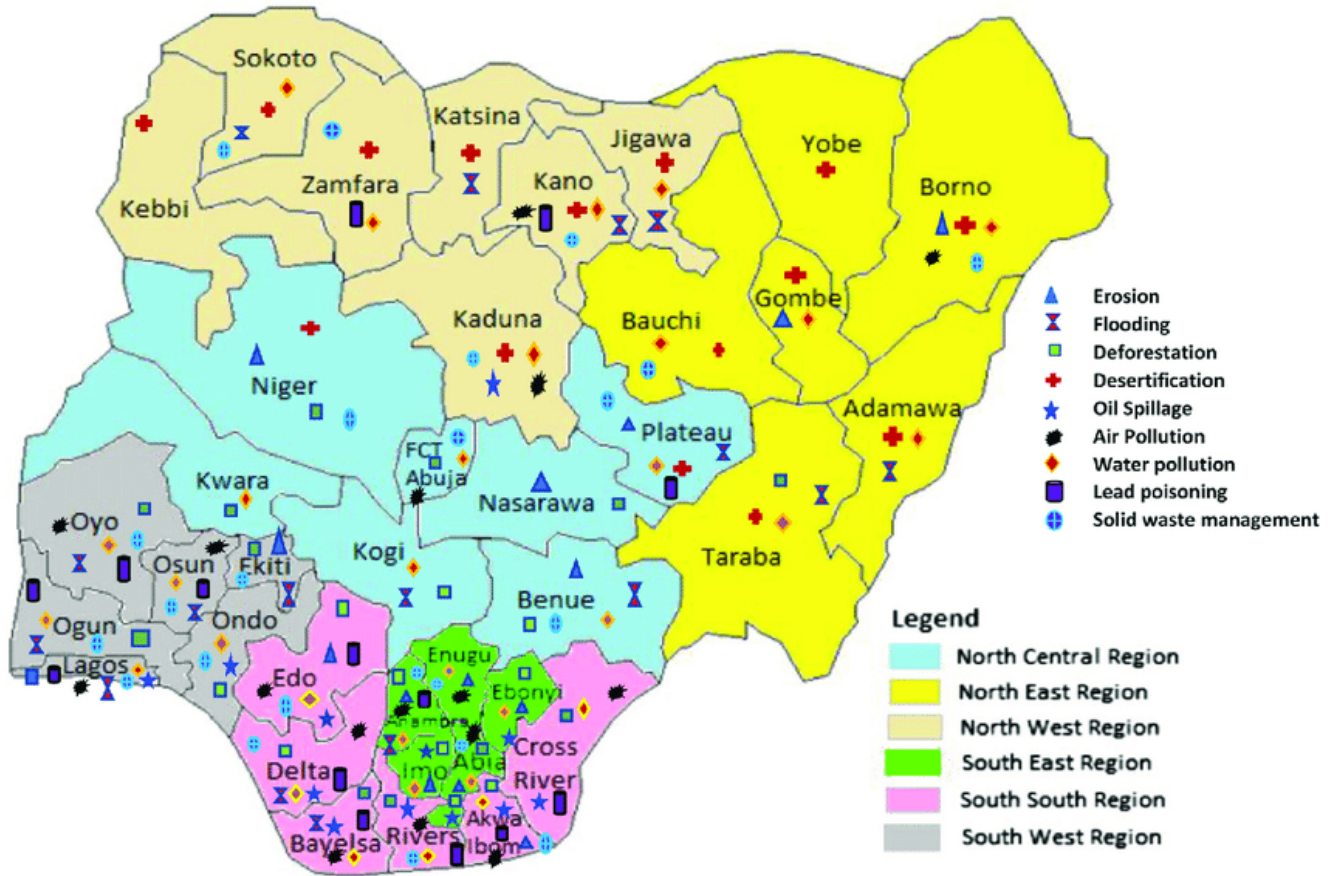 Sokoto
Katsina
Jigawa
Yobe
Zamfara
Kano
Borno
Kebbi
Gombe
Kaduna
Bauchi
Niger
Adamawa
Plateau
FCT
Abuja
Kwara
Nasarawa
Oyo
Kogi
Taraba
Osun
Ekiti
Benue
Ogun
Ondo
Lagos
Enugu
Edo
Ebonyi
Anambra
Cross
River
Delta
Imo
Abia
Akwa
Ibom
Bayelsa
Rivers
Erosion
Flooding
Deforestation
Desertification
Oil Spillage
Air Pollution
Water pollution
Lead poisoning
Solid waste management
Legend
North Central Region
North East Region
North West Region
South East Region
South South Region
South West Region